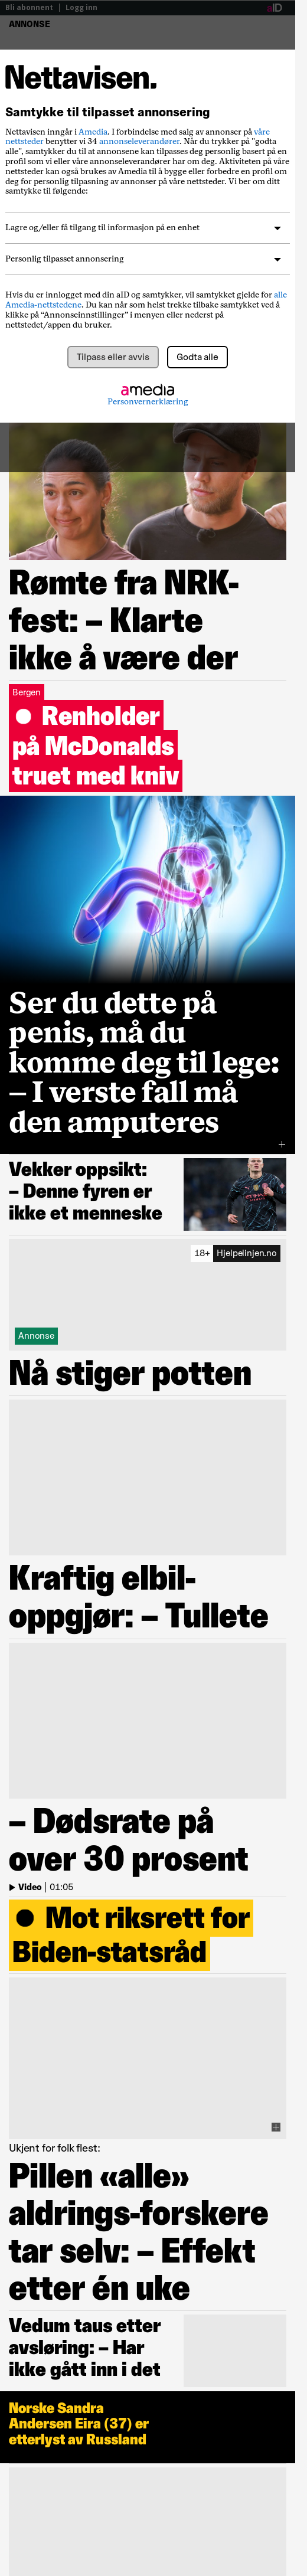 Bli abonnent | Logg inn
aID
ANNONSE
Nettavisen.
Samtykke til tilpasset annonsering
Nettavisen inngår i Amedia. I forbindelse med salg av annonser på våre
nettsteder benytter vi 34 annonseleverandører. Når du trykker på "godta
alle", samtykker du til at annonsene kan tilpasses deg personlig basert på en
profil som vi eller våre annonseleverandører har om deg. Aktiviteten på våre
nettsteder kan også brukes av Amedia til å bygge eller forbedre en profil om
deg for personlig tilpasning av annonser på våre nettsteder. Vi ber om ditt
samtykke til følgende:
Lagre og/eller få tilgang til informasjon på en enhet
Personlig tilpasset annonsering
Hvis du er innlogget med din aID og samtykker, vil samtykket gjelde for alle
Amedia-nettstedene. Du kan når som helst trekke tilbake samtykket ved å
klikke på “Annonseinnstillinger” i menyen eller nederst på
nettstedet/appen du bruker.
Tilpass eller avvis
Godta alle
amedia
Personvernerklæring
Rømte fra NRK-
fest: – Klarte
ikke å være der
Bergen
Renholder
på McDonalds
truet med kniv
Ser du dette på
penis, må du
komme deg til lege:
– I verste fall må
den amputeres
Vekker oppsikt:
– Denne fyren er
ikke et menneske
18+ Hjelpelinjen.no
Annonse
Nå stiger potten
Kraftig elbil-
oppgjør: – Tullete
– Dødsrate på
over 30 prosent
Video | 01:05
Mot riksrett for
Biden-statsråd
Ukjent for folk flest:
Pillen «alle»
aldrings-forskere
tar selv: – Effekt
etter én uke
Vedum taus etter
avsløring: – Har
ikke gått inn i det
Norske Sandra
Andersen Eira (37) er
etterlyst av Russland